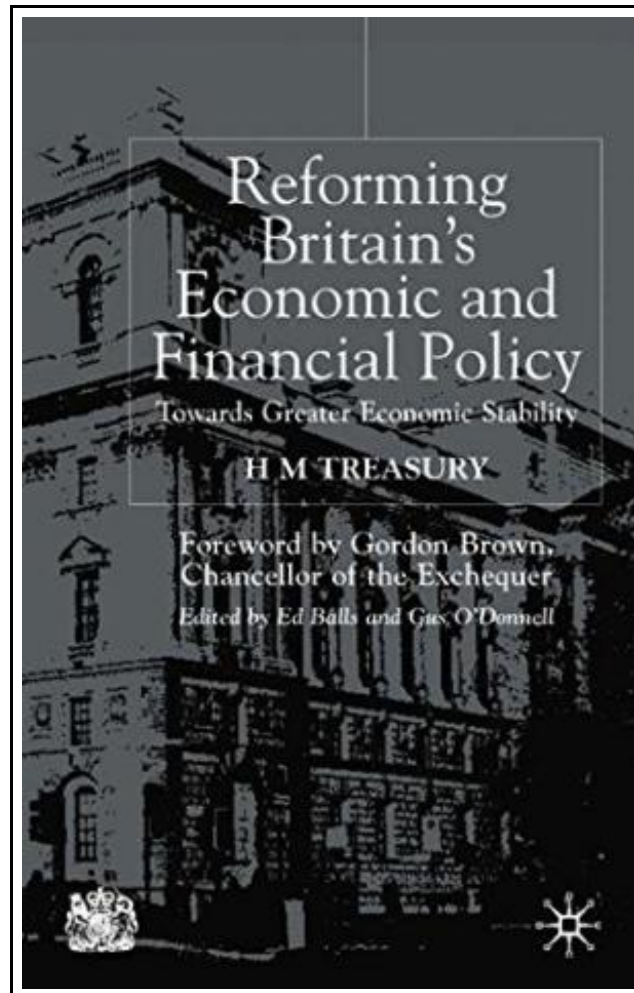 Reforming
Britain's
Economic and
Financial Policy
Towards Greater Economic Stability
H M TREASURY
Foreword by Gordon Brown,
Chancellor of the Exchequer
Edited by Ed Balls and Gus O'Donnell